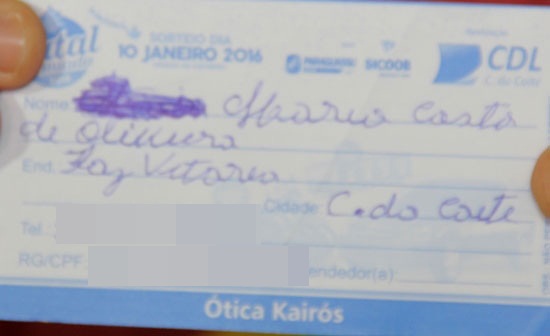 SORTEIO DIA
10 JANEIRO 2016
SICOOB
CDL
C. do Coité
Nome Maria Costa
de Oliveira
End. Faz Vitoria
Cidade C. do Coité
Tel.
RG/CPF endedor(a)
Ótica Kairós